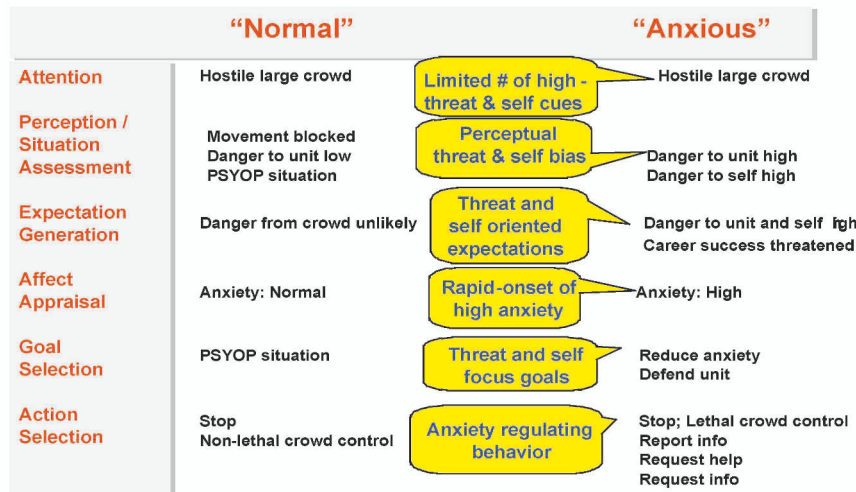 “Normal”
“Anxious”
Attention
Hostile large crowd
Limited # of high -
threat & self cues
Hostile large crowd
Perception /
Situation
Assessment
Movement blocked
Danger to unit low
PSYOP situation
Perceptual
threat & self bias
Danger to unit high
Danger to self high
Expectation
Generation
Danger from crowd unlikely
Threat and
self oriented
expectations
Danger to unit and self
Career success threatened
Affect
Appraisal
Anxiety: Normal
Rapid-onset of
high anxiety
Anxiety: High
Goal
Selection
PSYOP situation
Threat and self
focus goals
Reduce anxiety
Defend unit
Action
Selection
Stop
Non-lethal crowd control
Anxiety regulating
behavior
Stop; Lethal crowd control
Report info
Request help
Request info